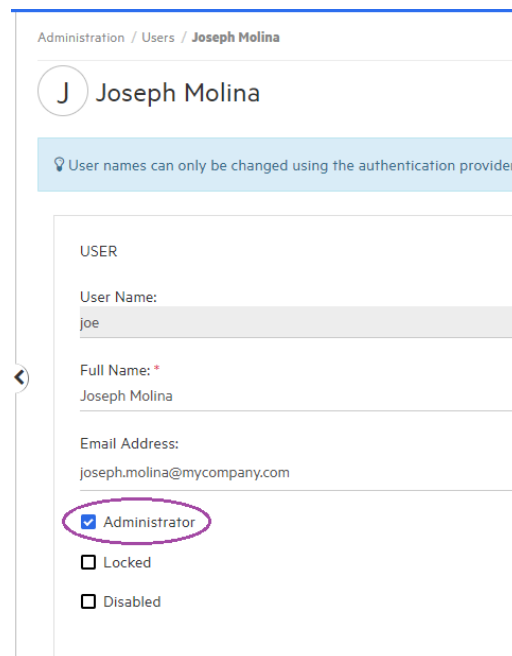 Administration / Users / Joseph Molina
J Joseph Molina
User names can only be changed using the authentication provider
USER
User Name:
joe
Full Name: *
Joseph Molina
Email Address:
joseph.molina@mycompany.com
Administrator
Locked
Disabled